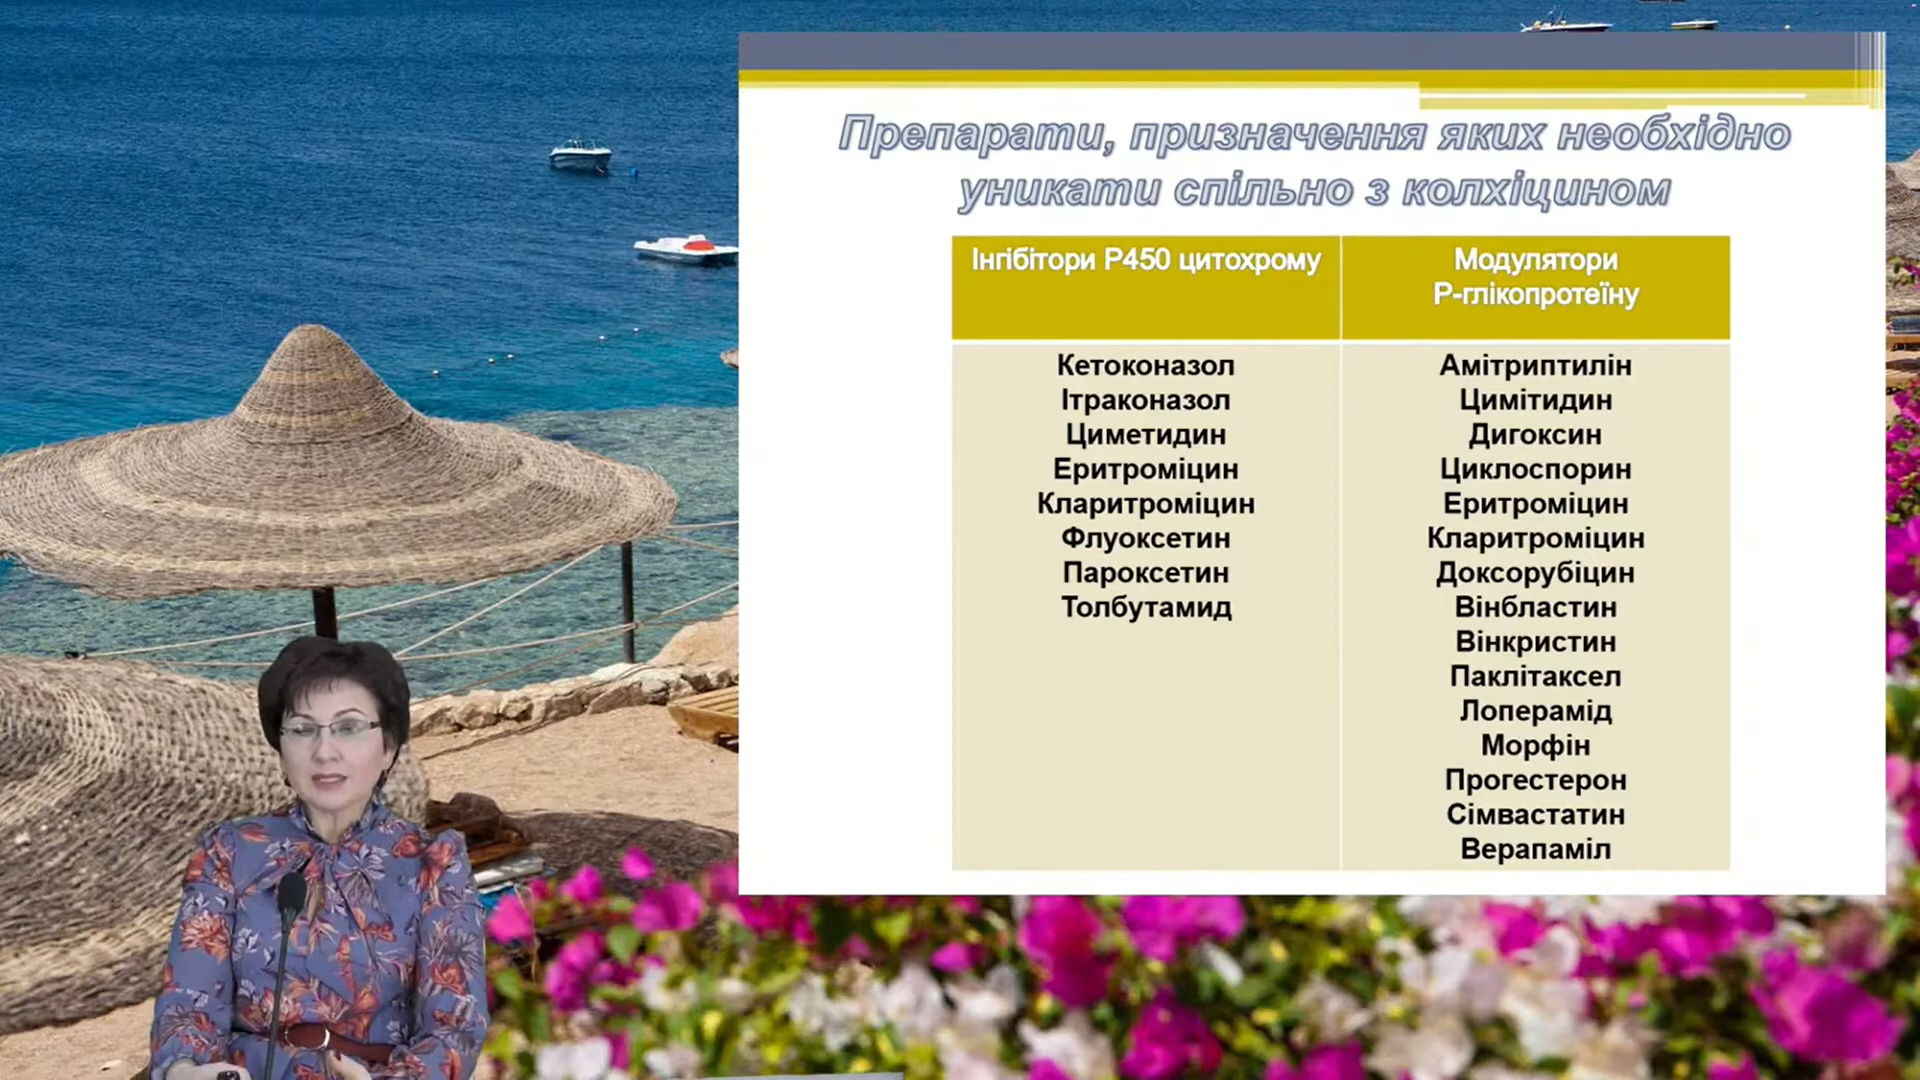 Препарати, призначення яких необхідно
уникати спільно з колхіцином
Інгібітори Р450 цитохрому
Модулятори
Р-глікопротеїну
Кетоконазол
Ітраконазол
Циметидин
Еритроміцин
Кларитроміцин
Флуоксетин
Пароксетин
Толбутамид
Амітриптилін
Цимітидин
Дигоксин
Циклоспорин
Еритроміцин
Кларитроміцин
Доксорубіцин
Вінбластин
Вінкристин
Паклітаксел
Лоперамід
Морфін
Прогестерон
Сімвастатин
Верапаміл